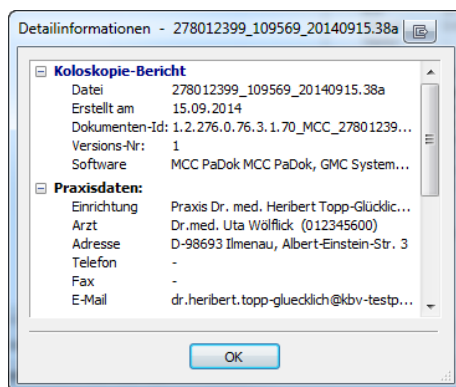 Detailinformationen - 278012399_109569_20140915.38a
Koloskopie-Bericht
Datei 278012399_109569_20140915.38a
Erstellt am 15.09.2014
Dokumenten-Id: 1.2.276.0.76.3.1.70_MCC_27801239...
Versions-Nr: 1
Software MCC PaDok MCC PaDok, GMC System...
Praxisdaten:
Einrichtung Praxis Dr. med. Heribert Topp-Glücklic...
Arzt Dr.med. Uta Wölflick (012345600)
Adresse D-98693 Ilmenau, Albert-Einstein-Str. 3
Telefon -
Fax -
E-Mail dr.heribert.topp-gluecklich@kbv-testp...
OK